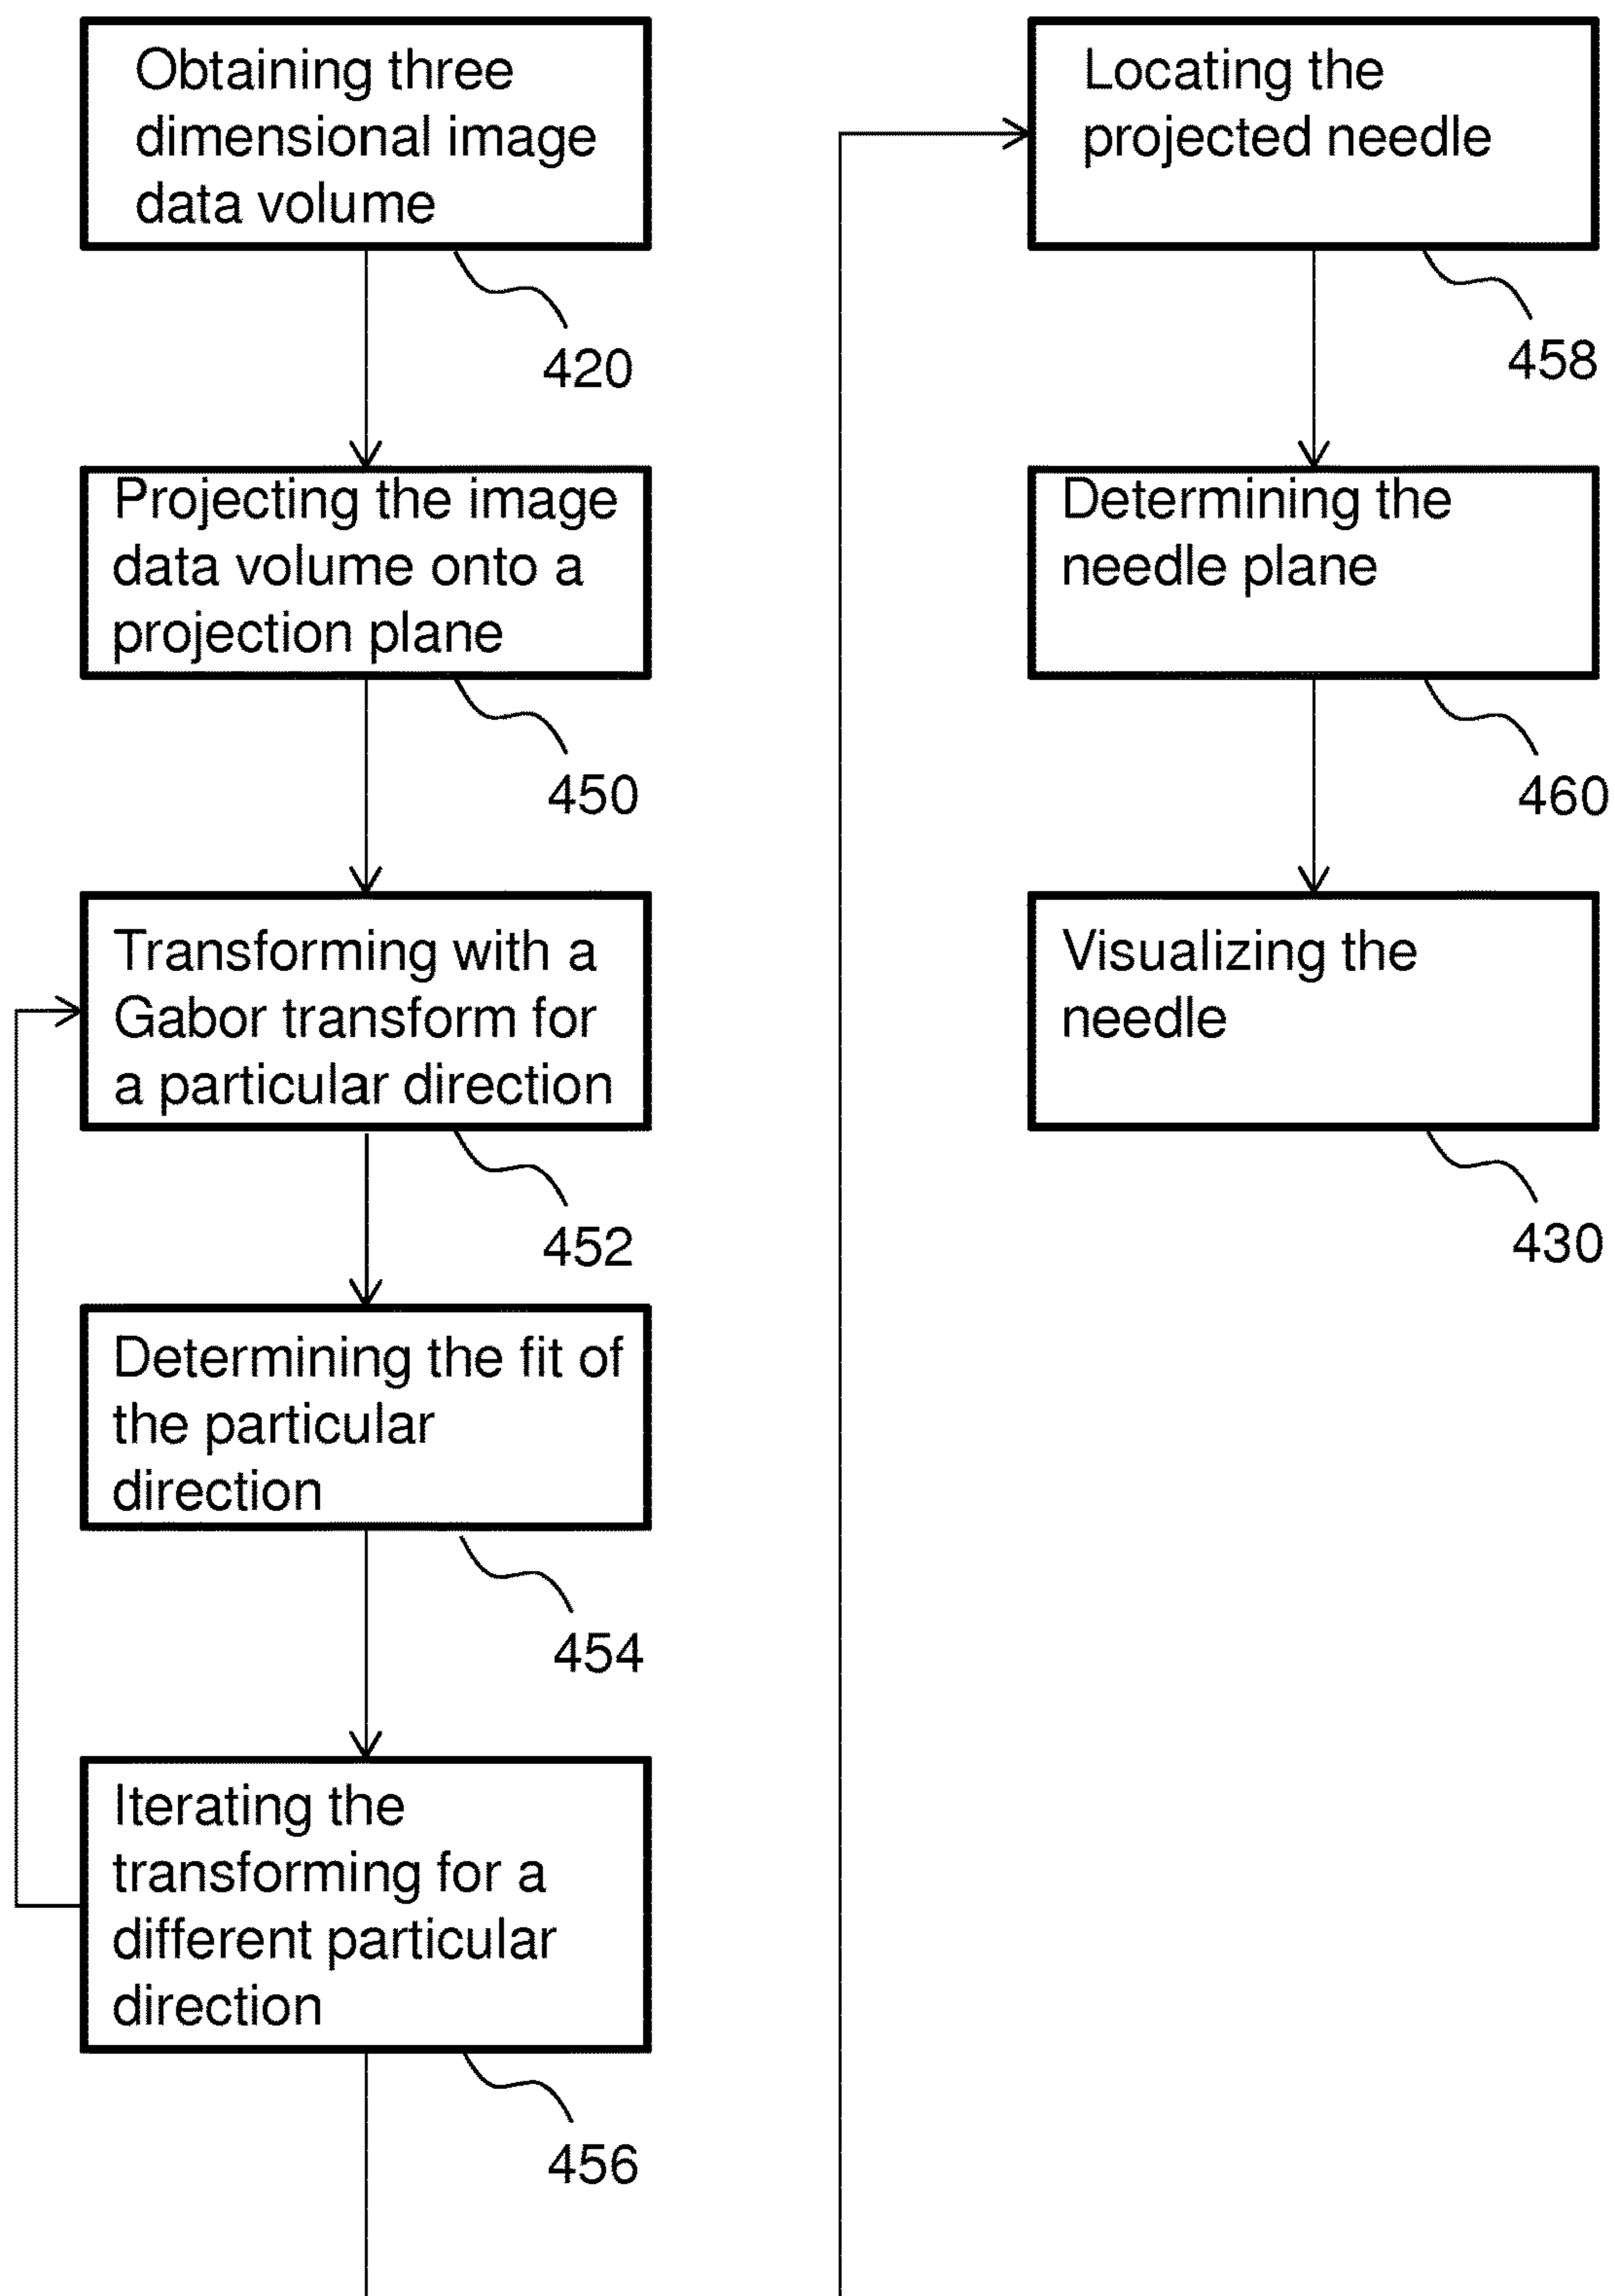 Obtaining three
dimensional image
data volume
420
Projecting the image
data volume onto a
projection plane
450
Transforming with a
Gabor transform for
a particular direction
452
Determining the fit of
the particular
direction
454
Iterating the
transforming for a
different particular
direction
456
Locating the
projected needle
458
Determining the
needle plane
460
Visualizing the
needle
430